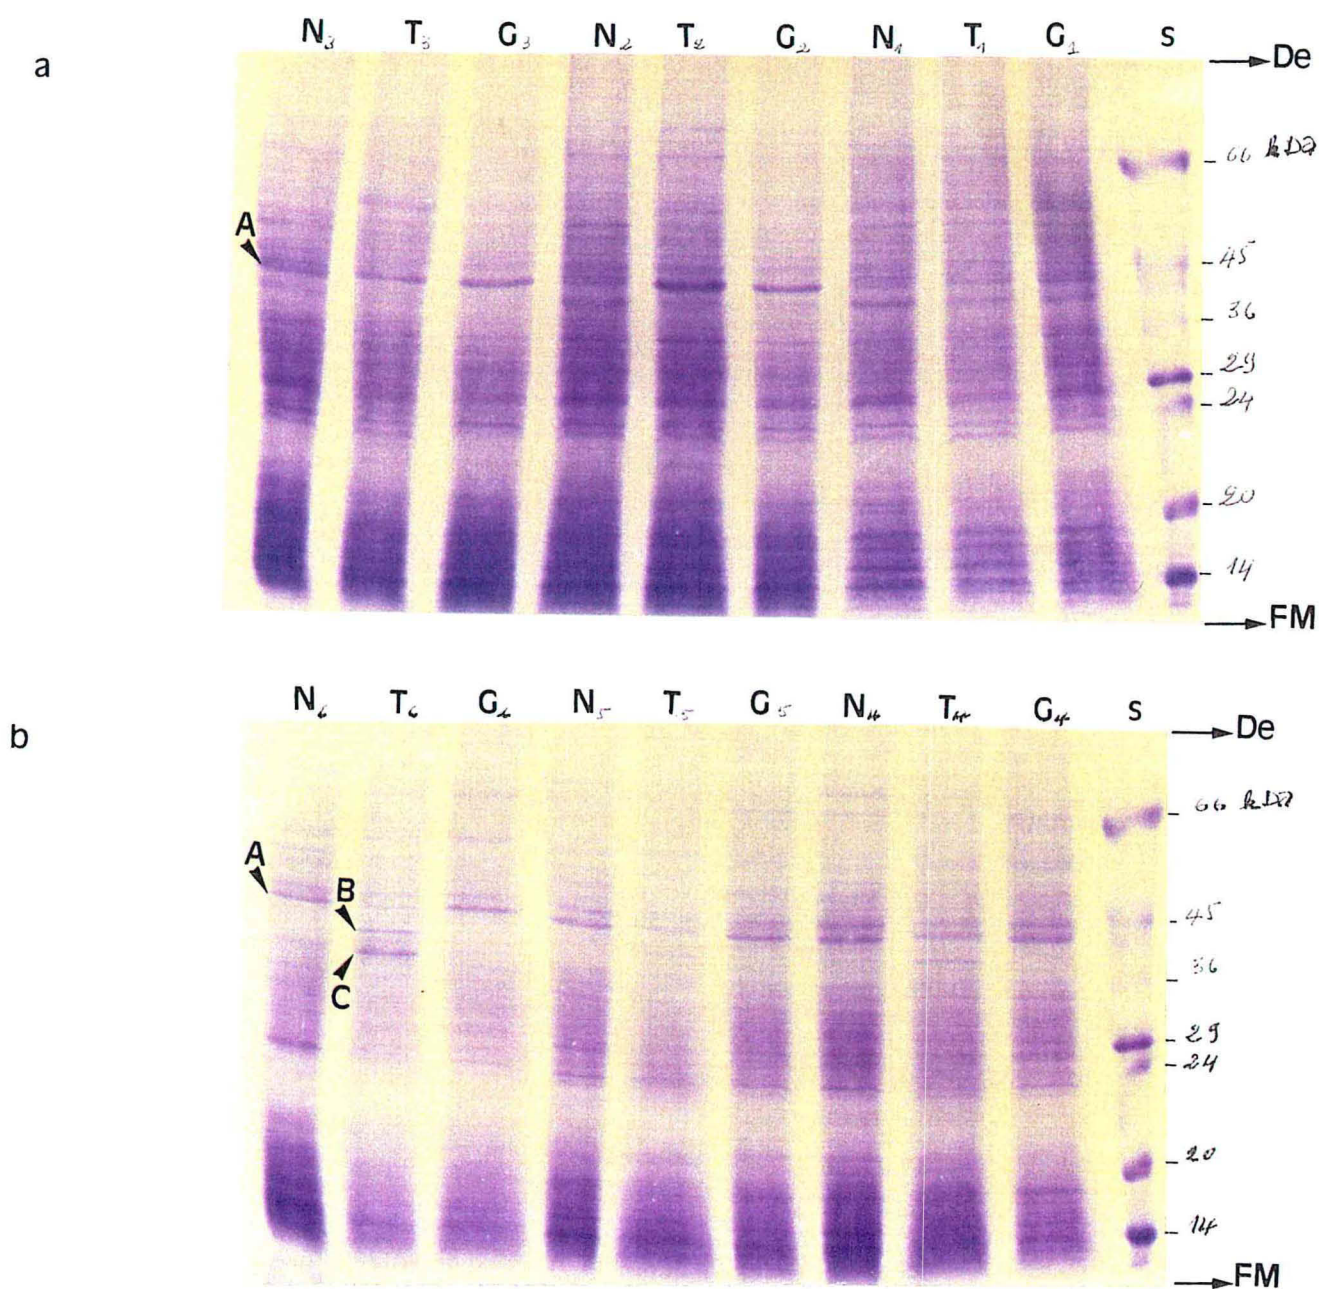 a
N₃ T₃ G₃ N₂ T₂ G₂ N₁ T₁ G₁ S
De
66 kDa
A
45
36
29
24
20
14
FM
b
N₆ T₆ G₆ N₅ T₅ G₅ N₄ T₄ G₄ S
De
66 kDa
A
B
45
C
36
29
24
20
14
FM